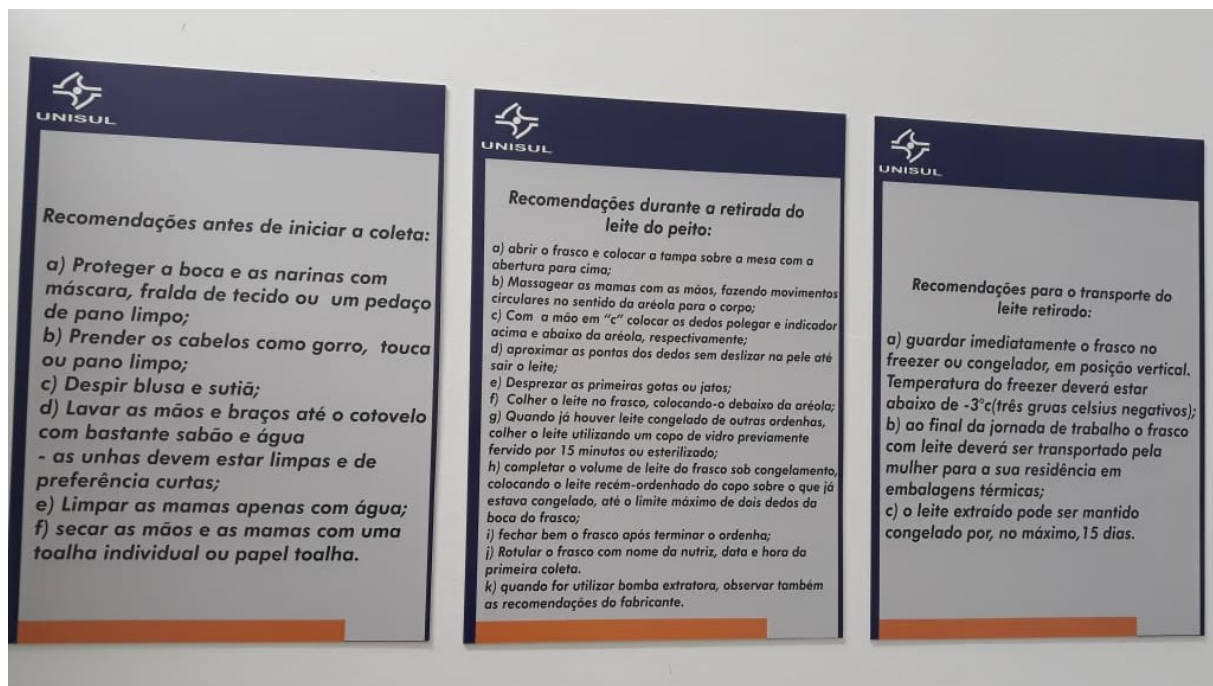 UNISUL
Recomendações antes de iniciar a coleta:
a) Proteger a boca e as narinas com
máscara, fralda de tecido ou um pedaço
de pano limpo;
b) Prender os cabelos como gorro, touca
ou pano limpo;
c) Despir blusa e sutiã;
d) Lavar as mãos e braços até o cotovelo
com bastante sabão e água
- as unhas devem estar limpas e de
preferência curtas;
e) Limpar as mamas apenas com água;
f) secar as mãos e as mamas com uma
toalha individual ou papel toalha.
UNISUL
Recomendações durante a retirada do
leite do peito:
a) abrir o frasco e colocar a tampa sobre a mesa com a
abertura para cima;
b) Massagear as mamas com as mãos, fazendo movimentos
circulares no sentido da aréola para o corpo;
c) Com a mão em "c" colocar os dedos polegar e indicador
acima e abaixo da aréola, respectivamente;
d) aproximar as pontas dos dedos sem deslizar na pele até
sair o leite;
e) Desprezar as primeiras gotas ou jatos;
f) Colher o leite no frasco, colocando-o debaixo da aréola;
g) Quando já houver leite congelado de outras ordenhas,
colher o leite utilizando um copo de vidro previamente
fervido por 15 minutos ou esterilizado;
h) completar o volume de leite do frasco sob congelamento,
colocando o leite recém-ordenhado do copo sobre o que já
estava congelado, até o limite máximo de dois dedos da
boca do frasco;
i) fechar bem o frasco após terminar o ordenha;
j) Rotular o frasco com nome da nutriz, data e hora da
primeira coleta.
k) quando for utilizar bomba extratora, observar também
as recomendações do fabricante.
UNISUL
Recomendações para o transporte do
leite retirado:
a) guardar imediatamente o frasco no
freezer ou congelador, em posição vertical.
Temperatura do freezer deverá estar
abaixo de -3°c(três gruas celsius negativos);
b) ao final da jornada de trabalho o frasco
com leite deverá ser transportado pela
mulher para a sua residência em
embalagens térmicas;
c) o leite extraído pode ser mantido
congelado por, no máximo,15 dias.